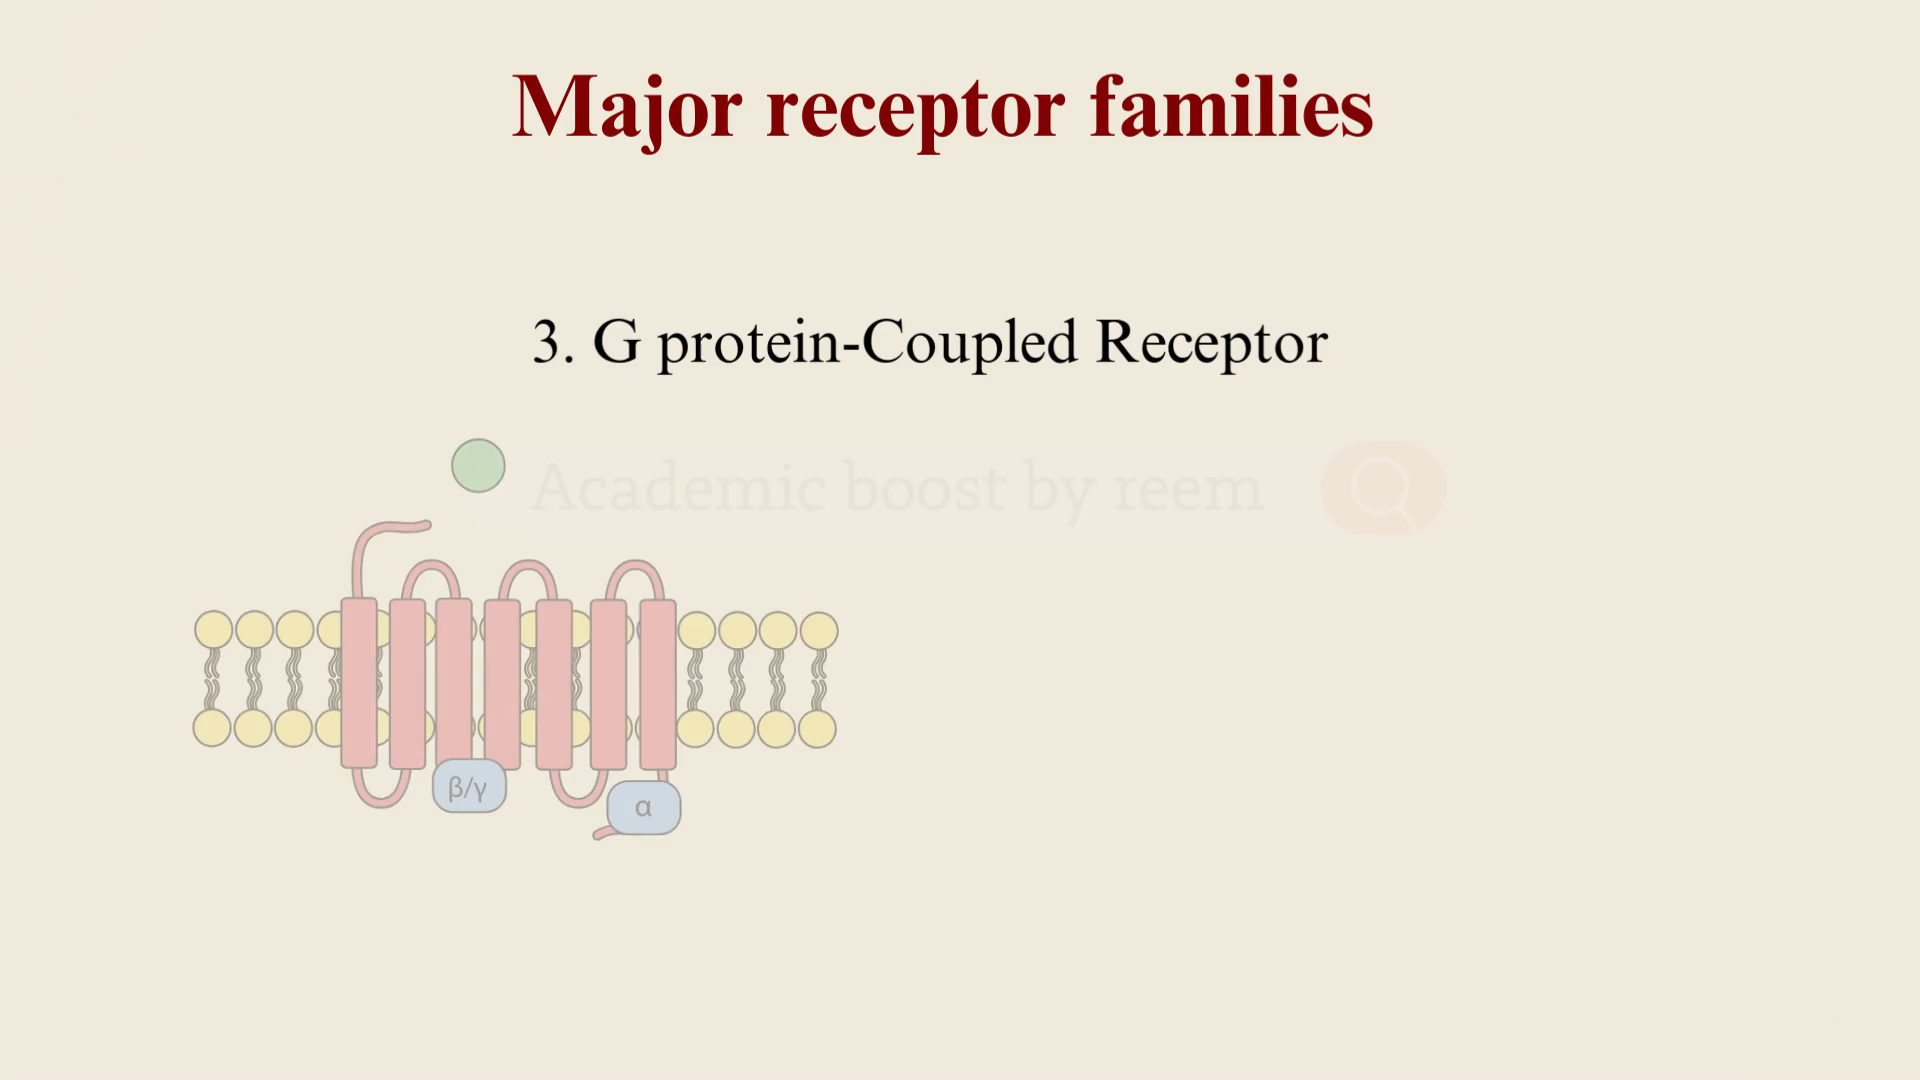 Major receptor families
3. G protein-Coupled Receptor
Academic boost by reem
β/γ
α